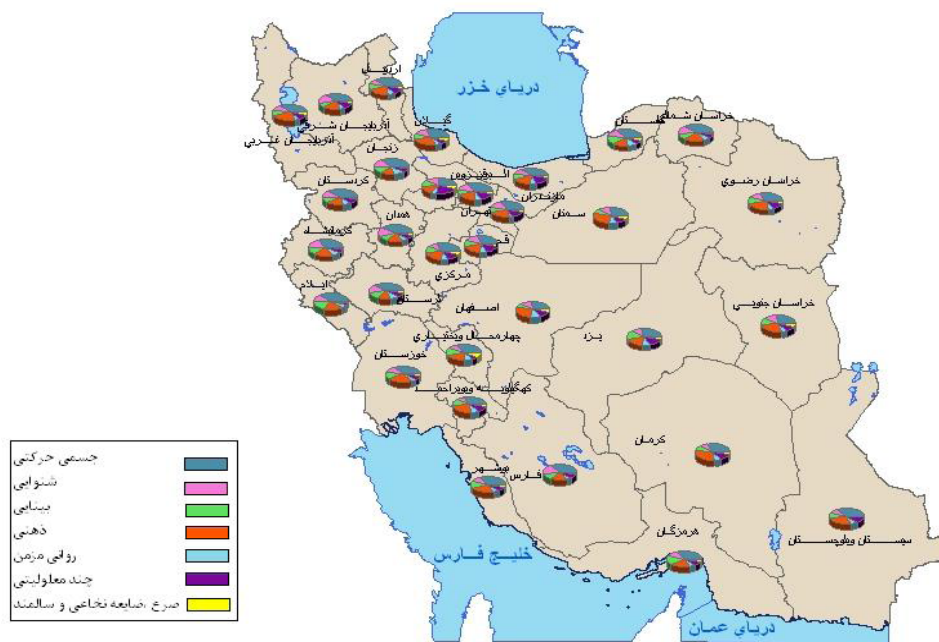 دریای خزر
اردبیل
آذربایجان شرقی
آذربایجان غربی
گیلان
گلستان
خراسان شمالی
زنجان
قزوین
مازندران
خراسان رضوی
کردستان
تهران
سمنان
همدان
کرمانشاه
قم
مرکزی
ایلام
لرستان
اصفهان
خراسان جنوبی
چهارمحال وبختیاری
یزد
خوزستان
کهگیلویه وبویراحمد
کرمان
بوشهر
فارس
هرمزگان
سیستان وبلوچستان
خلیج فارس
دریای عمان
جسمی حرکتی
شنوایی
بینایی
ذهنی
روانی مزمن
چند معلولیتی
صرع ،ضایعه نخاعی و سالمند